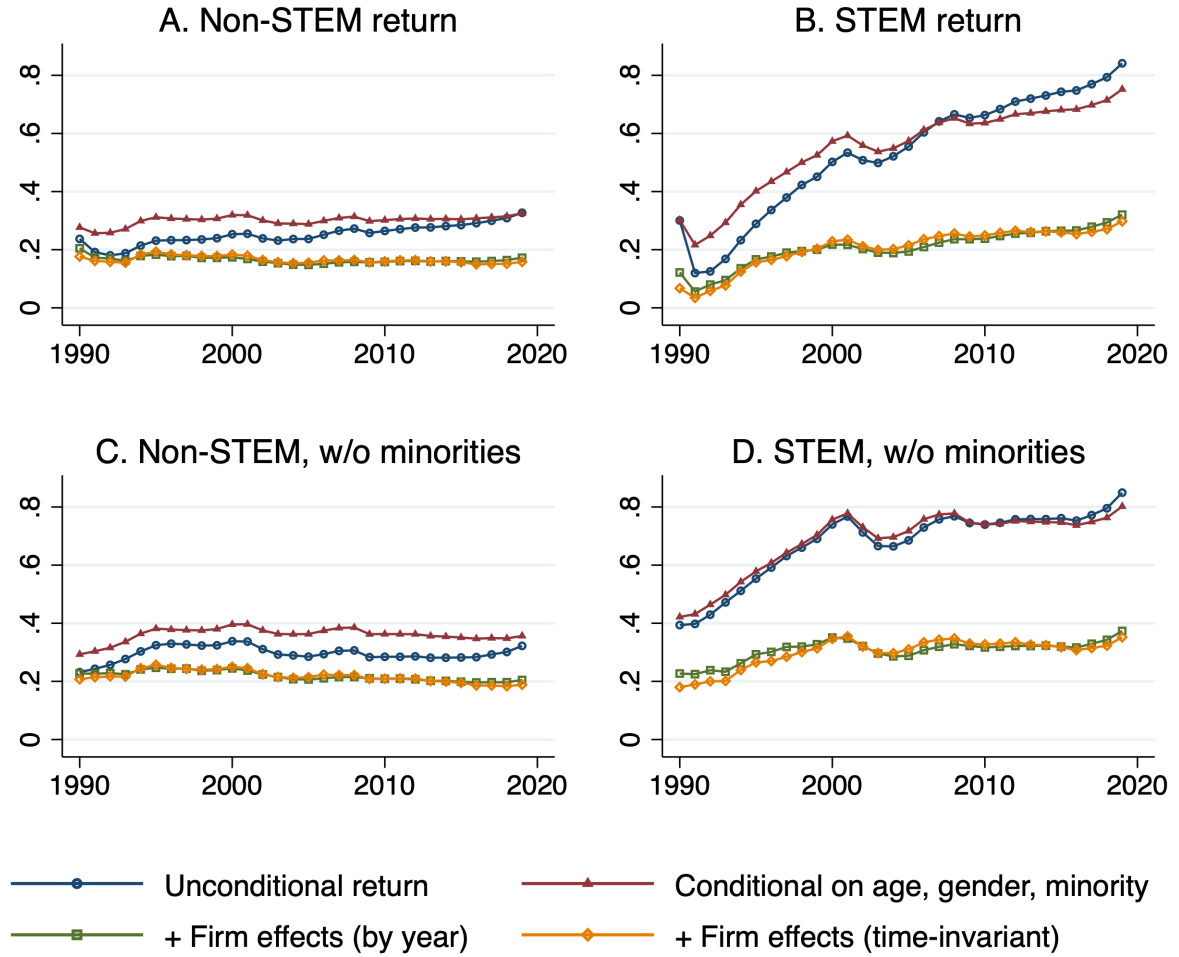 A. Non-STEM return
B. STEM return
.8
.6
.4
.2
0
1990 2000 2010 2020
.8
.6
.4
.2
0
1990 2000 2010 2020
C. Non-STEM, w/o minorities
D. STEM, w/o minorities
.8
.6
.4
.2
0
1990 2000 2010 2020
.8
.6
.4
.2
0
1990 2000 2010 2020
Unconditional return
Conditional on age, gender, minority
+ Firm effects (by year)
+ Firm effects (time-invariant)